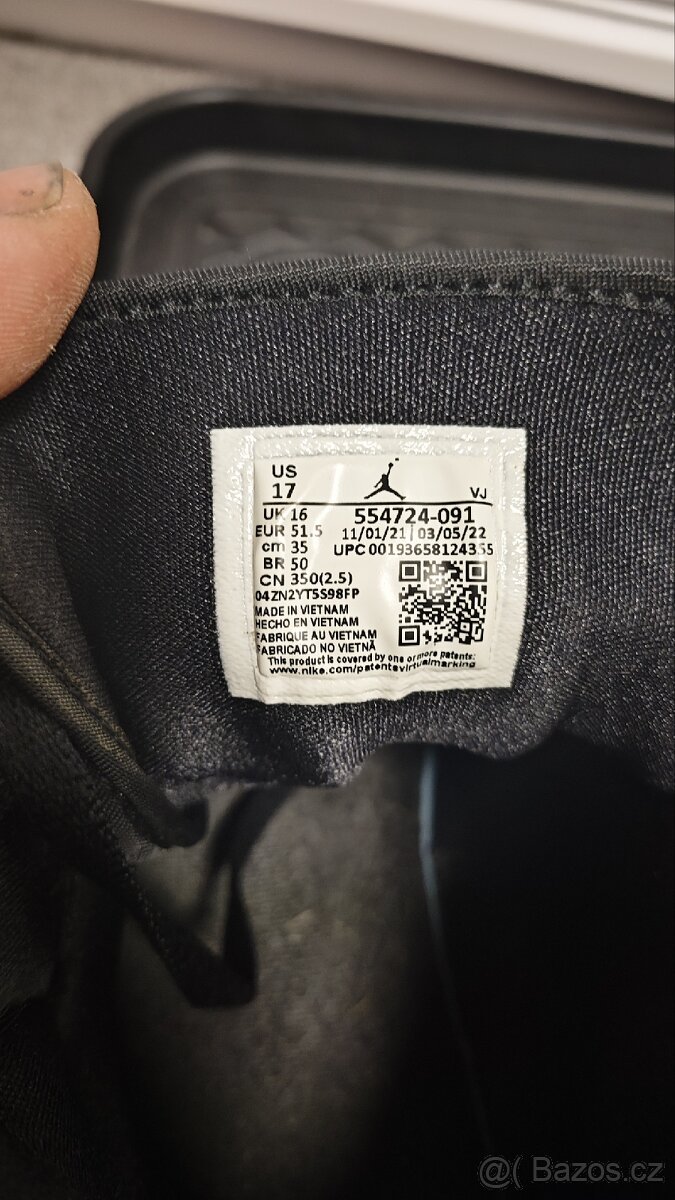 US
17
VJ
UK 16
554724-091
EUR 51.5
11/01/21 03/05/22
cm 35
UPC 00193658124355
BR 50
CN 350(2.5)
04ZN2YT5S98FP
MADE IN VIETNAM
HECHO EN VIETNAM
FABRIQUE AU VIETNAM
FABRICADO NO VIETNÃ
This product is covered by one or more patents:
www.nike.com/patentsvirtualmarking
@( Bazos.cz